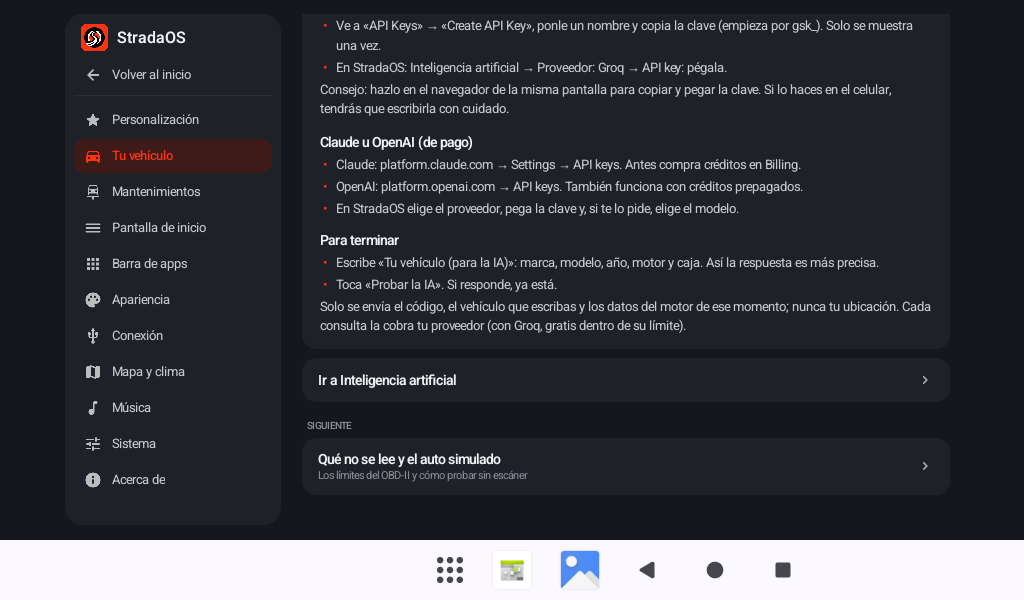 StradaOS
Volver al inicio
Personalización
Tu vehículo
Mantenimientos
Pantalla de inicio
Barra de apps
Apariencia
Conexión
Mapa y clima
Música
Sistema
Acerca de
• Ve a «API Keys» → «Create API Key», ponle un nombre y copia la clave (empieza por gsk_). Solo se muestra
una vez.
• En StradaOS: Inteligencia artificial → Proveedor: Groq → API key: pégala.
Consejo: hazlo en el navegador de la misma pantalla para copiar y pegar la clave. Si lo haces en el celular,
tendrás que escribirla con cuidado.
Claude u OpenAI (de pago)
• Claude: platform.claude.com → Settings → API keys. Antes compra créditos en Billing.
• OpenAI: platform.openai.com → API keys. También funciona con créditos prepagados.
• En StradaOS elige el proveedor, pega la clave y, si te lo pide, elige el modelo.
Para terminar
• Escribe «Tu vehículo (para la IA)»: marca, modelo, año, motor y caja. Así la respuesta es más precisa.
• Toca «Probar la IA». Si responde, ya está.
Solo se envía el código, el vehículo que escribas y los datos del motor de ese momento; nunca tu ubicación. Cada
consulta la cobra tu proveedor (con Groq, gratis dentro de su límite).
Ir a Inteligencia artificial
SIGUIENTE
Qué no se lee y el auto simulado
Los límites del OBD-II y cómo probar sin escáner